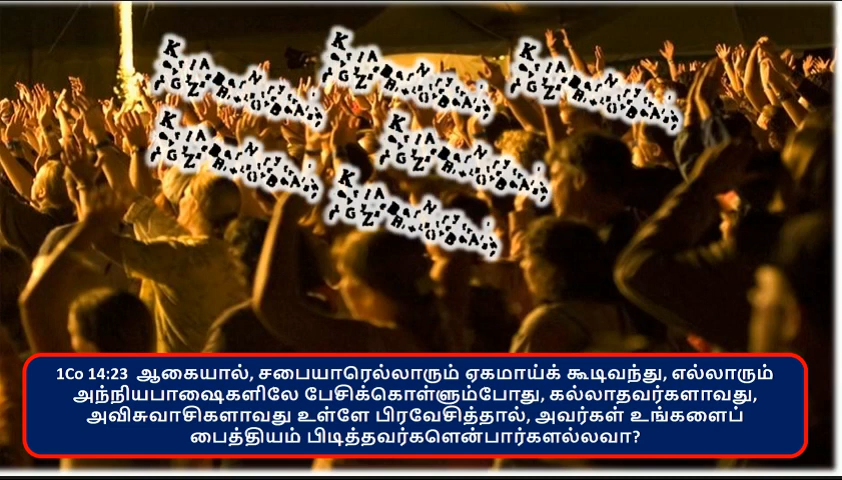 1Co 14:23 ஆகையால், சபையாரெல்லாரும் ஏகமாய்க் கூடிவந்து, எல்லாரும்
அந்நியபாஷைகளிலே பேசிக்கொள்ளும்போது, கல்லாதவர்களாவது,
அவிசுவாசிகளாவது உள்ளே பிரவேசித்தால், அவர்கள் உங்களைப்
பைத்தியம் பிடித்தவர்களென்பார்களல்லவா?